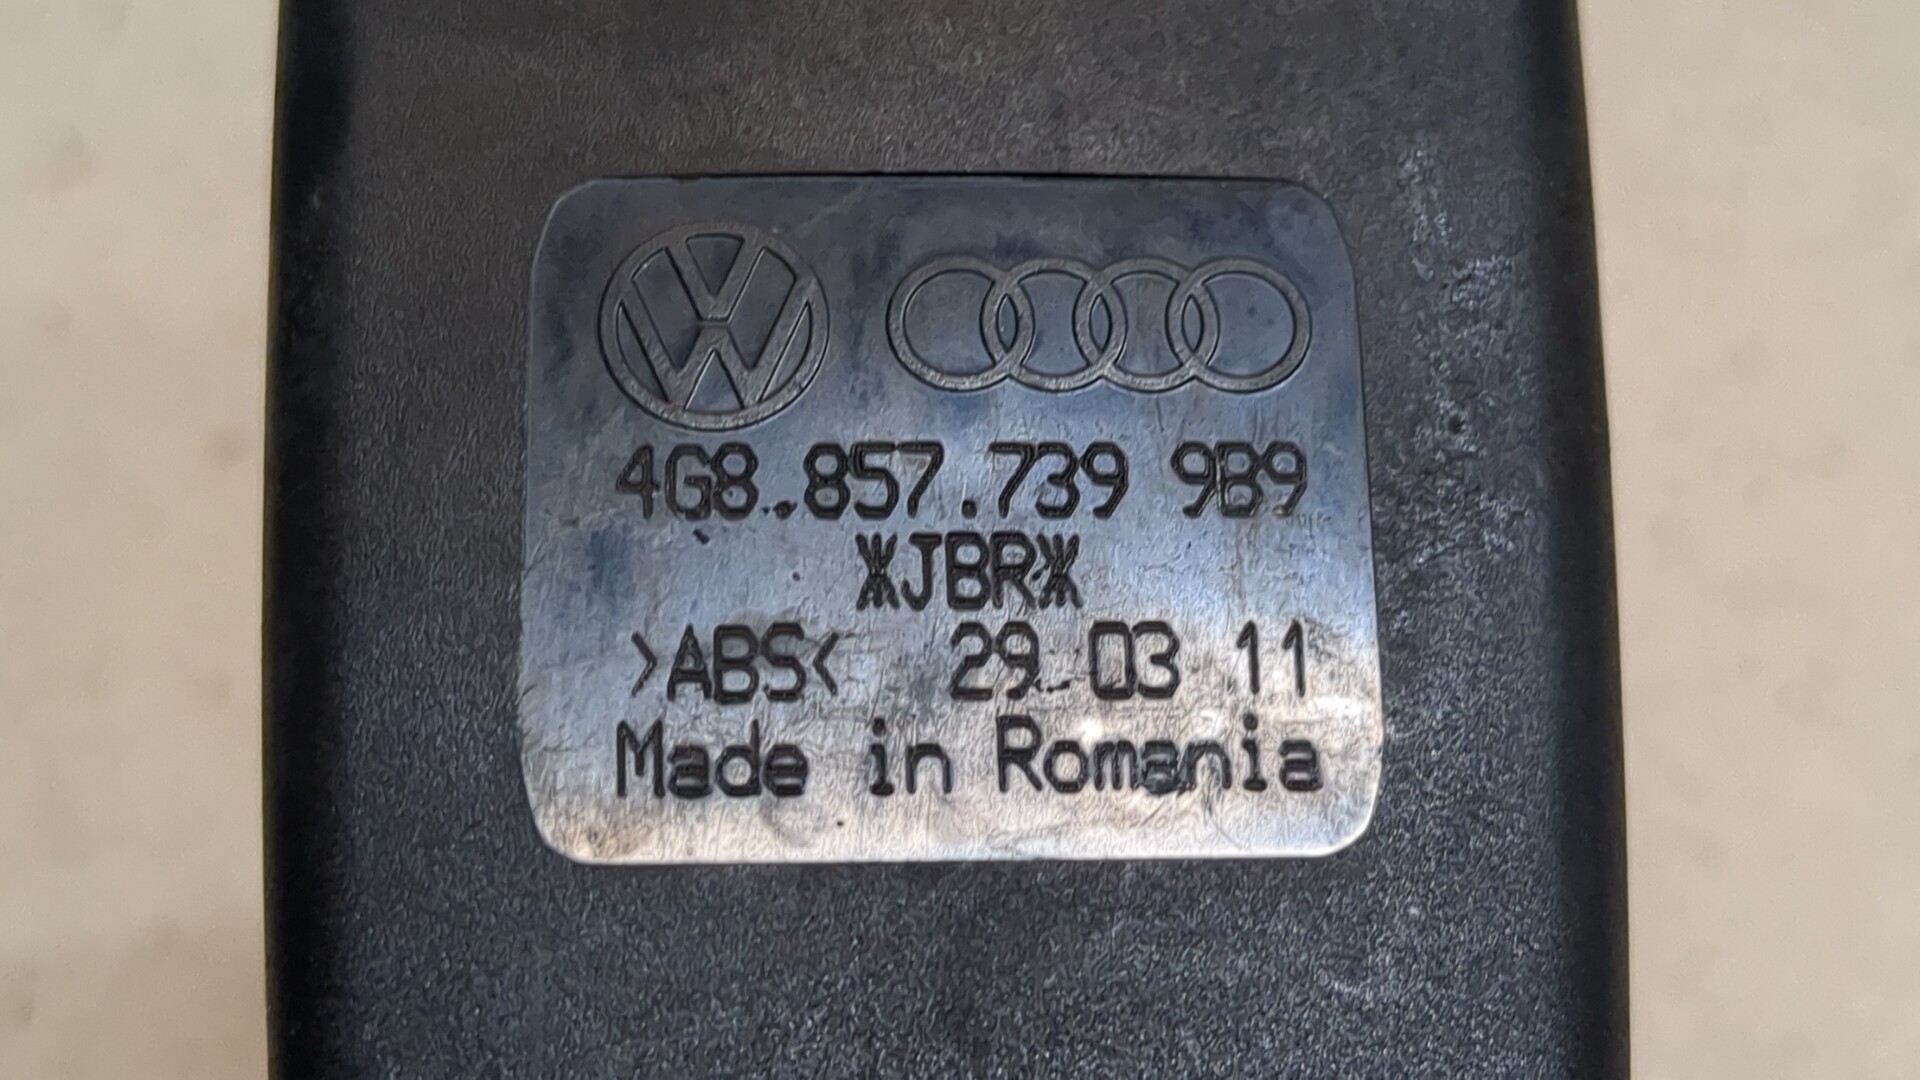 4G8.857.739 9B9
*JBR*
>ABS< 29 03 11
Made in Romania